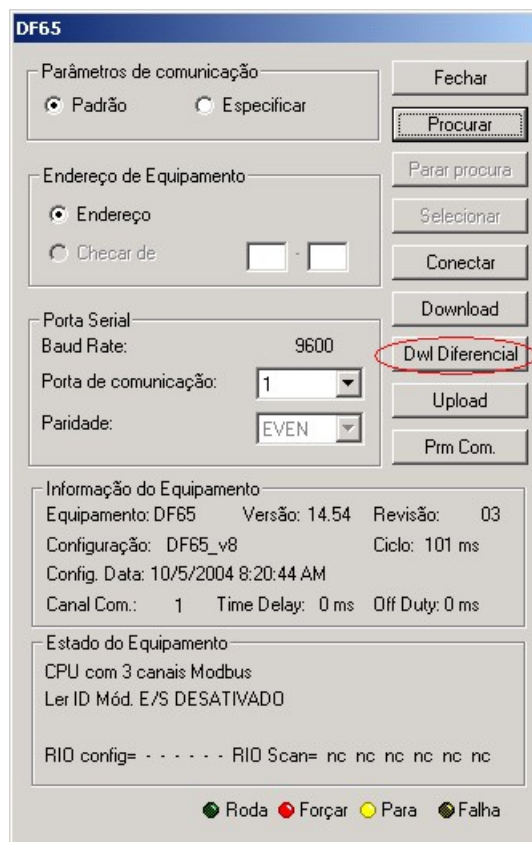 DF65
Parâmetros de comunicação
Padrão Especificar
Fechar
Procurar
Parar procura
Selecionar
Conectar
Download
Dwl Diferencial
Upload
Prm Com.
Endereço de Equipamento
Endereço
Checar de -
Porta Serial
Baud Rate: 9600
Porta de comunicação: 1
Paridade: EVEN
Informação do Equipamento
Equipamento: DF65 Versão: 14.54 Revisão: 03
Configuração: DF65_v8 Ciclo: 101 ms
Config. Data: 10/5/2004 8:20:44 AM
Canal Com.: 1 Time Delay: 0 ms Off Duty: 0 ms
Estado do Equipamento
CPU com 3 canais Modbus
Ler ID Mód. E/S DESATIVADO
RIO config= - - - - - - RIO Scan= nc nc nc nc nc nc
Roda Forçar Para Falha